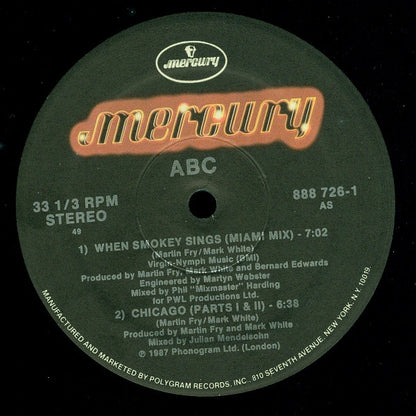 mercury
mercury
ABC
33 1/3 RPM
STEREO
49
888 726-1
AS
1) WHEN SMOKEY SINGS (MIAMI MIX) - 7:02
(Martin Fry/Mark White)
Virgin-Nymph Music (BMI)
Produced by Martin Fry, Mark White and Bernard Edwards
Engineered by Martyn Webster
Mixed by Phil "Mixmaster" Harding
for PWL Productions Ltd.
2) CHICAGO (PARTS I & II) - 6:38
(Martin Fry/Mark White)
Produced by Martin Fry and Mark White
Mixed by Julian Mendelsohn
℗ 1987 Phonogram Ltd. (London)
MANUFACTURED AND MARKETED BY POLYGRAM RECORDS, INC., 810 SEVENTH AVENUE, NEW YORK, N.Y. 10019